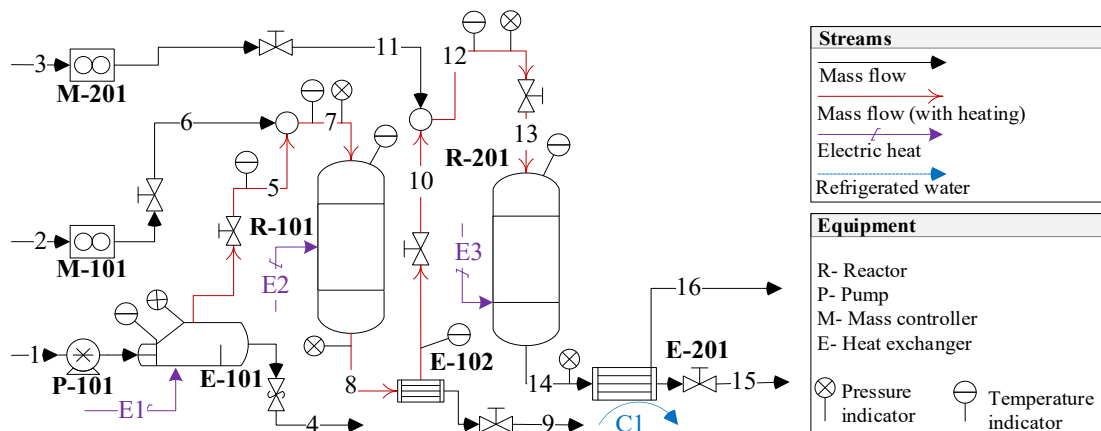 3
M-201
11
12
6
7
13
R-201
5
10
R-101
2
M-101
E2
E3
16
1
P-101
E-101
E-102
E-201
8
14
15
E1
4
9
C1
Streams
Mass flow
Mass flow (with heating)
Electric heat
Refrigerated water
Equipment
R- Reactor
P- Pump
M- Mass controller
E- Heat exchanger
Pressure
indicator
Temperature
indicator